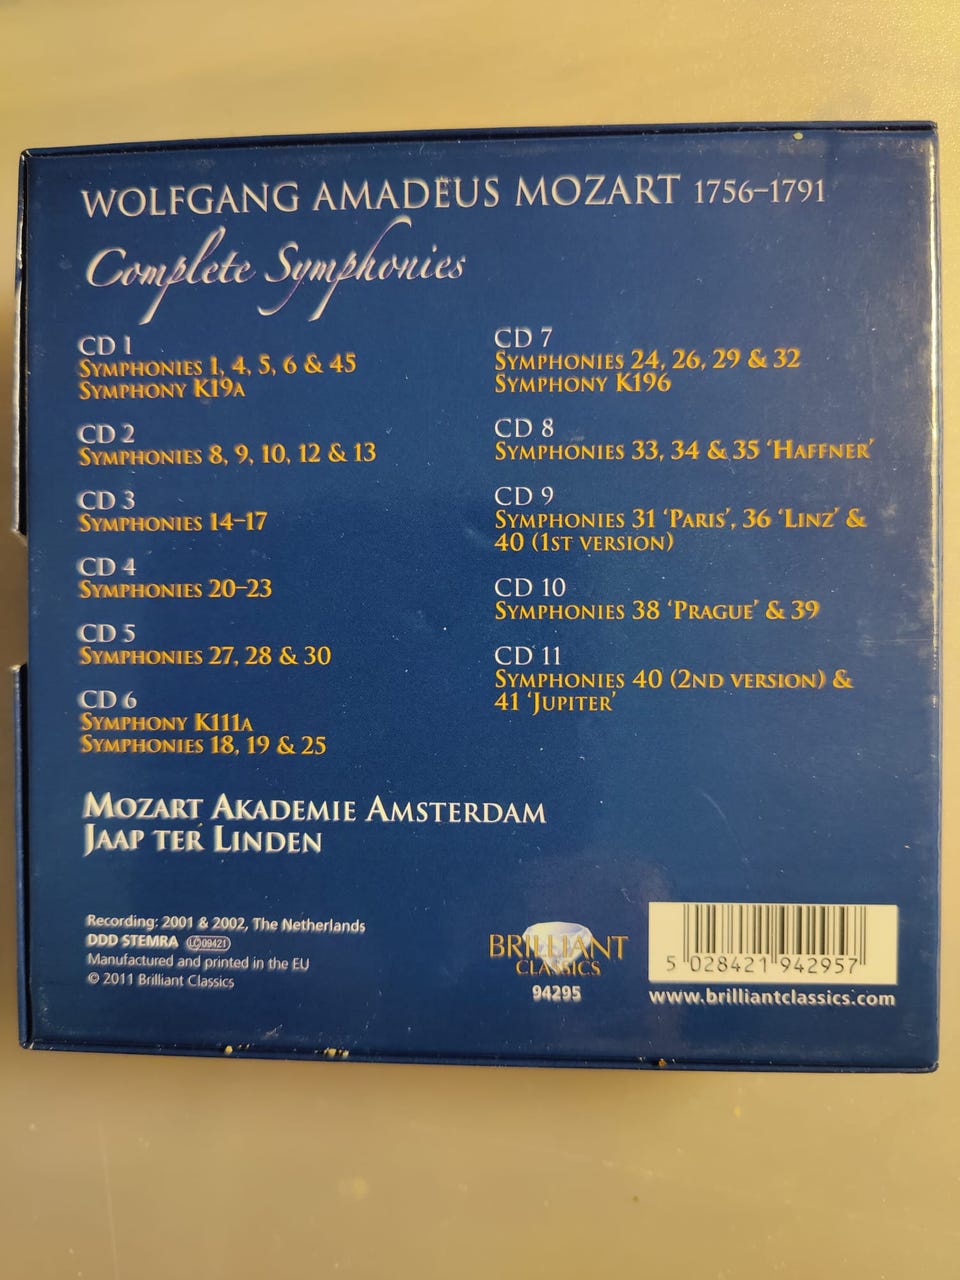 WOLFGANG AMADËUS MOZART 1756–1791
Complete Symphonies
CD 1
Symphonies 1, 4, 5, 6 & 45
Symphony K19a
CD 2
Symphonies 8, 9, 10, 12 & 13
CD 3
Symphonies 14–17
CD 4
Symphonies 20–23
CD 5
Symphonies 27, 28 & 30
CD 6
Symphony K111a
Symphonies 18, 19 & 25
CD 7
Symphonies 24, 26, 29 & 32
Symphony K196
CD 8
Symphonies 33, 34 & 35 ‘Haffner’
CD 9
Symphonies 31 ‘Paris’, 36 ‘Linz’ &
40 (1st version)
CD 10
Symphonies 38 ‘Prague’ & 39
CD 11
Symphonies 40 (2nd version) &
41 ‘Jupiter’
Mozart Akademie Amsterdam
Jaap ter Linden
Recording: 2001 & 2002, The Netherlands
DDD STEMRA LC 09421
Manufactured and printed in the EU
© 2011 Brilliant Classics
BRILLIANT
CLASSICS
94295
5 028421 942957
www.brilliantclassics.com